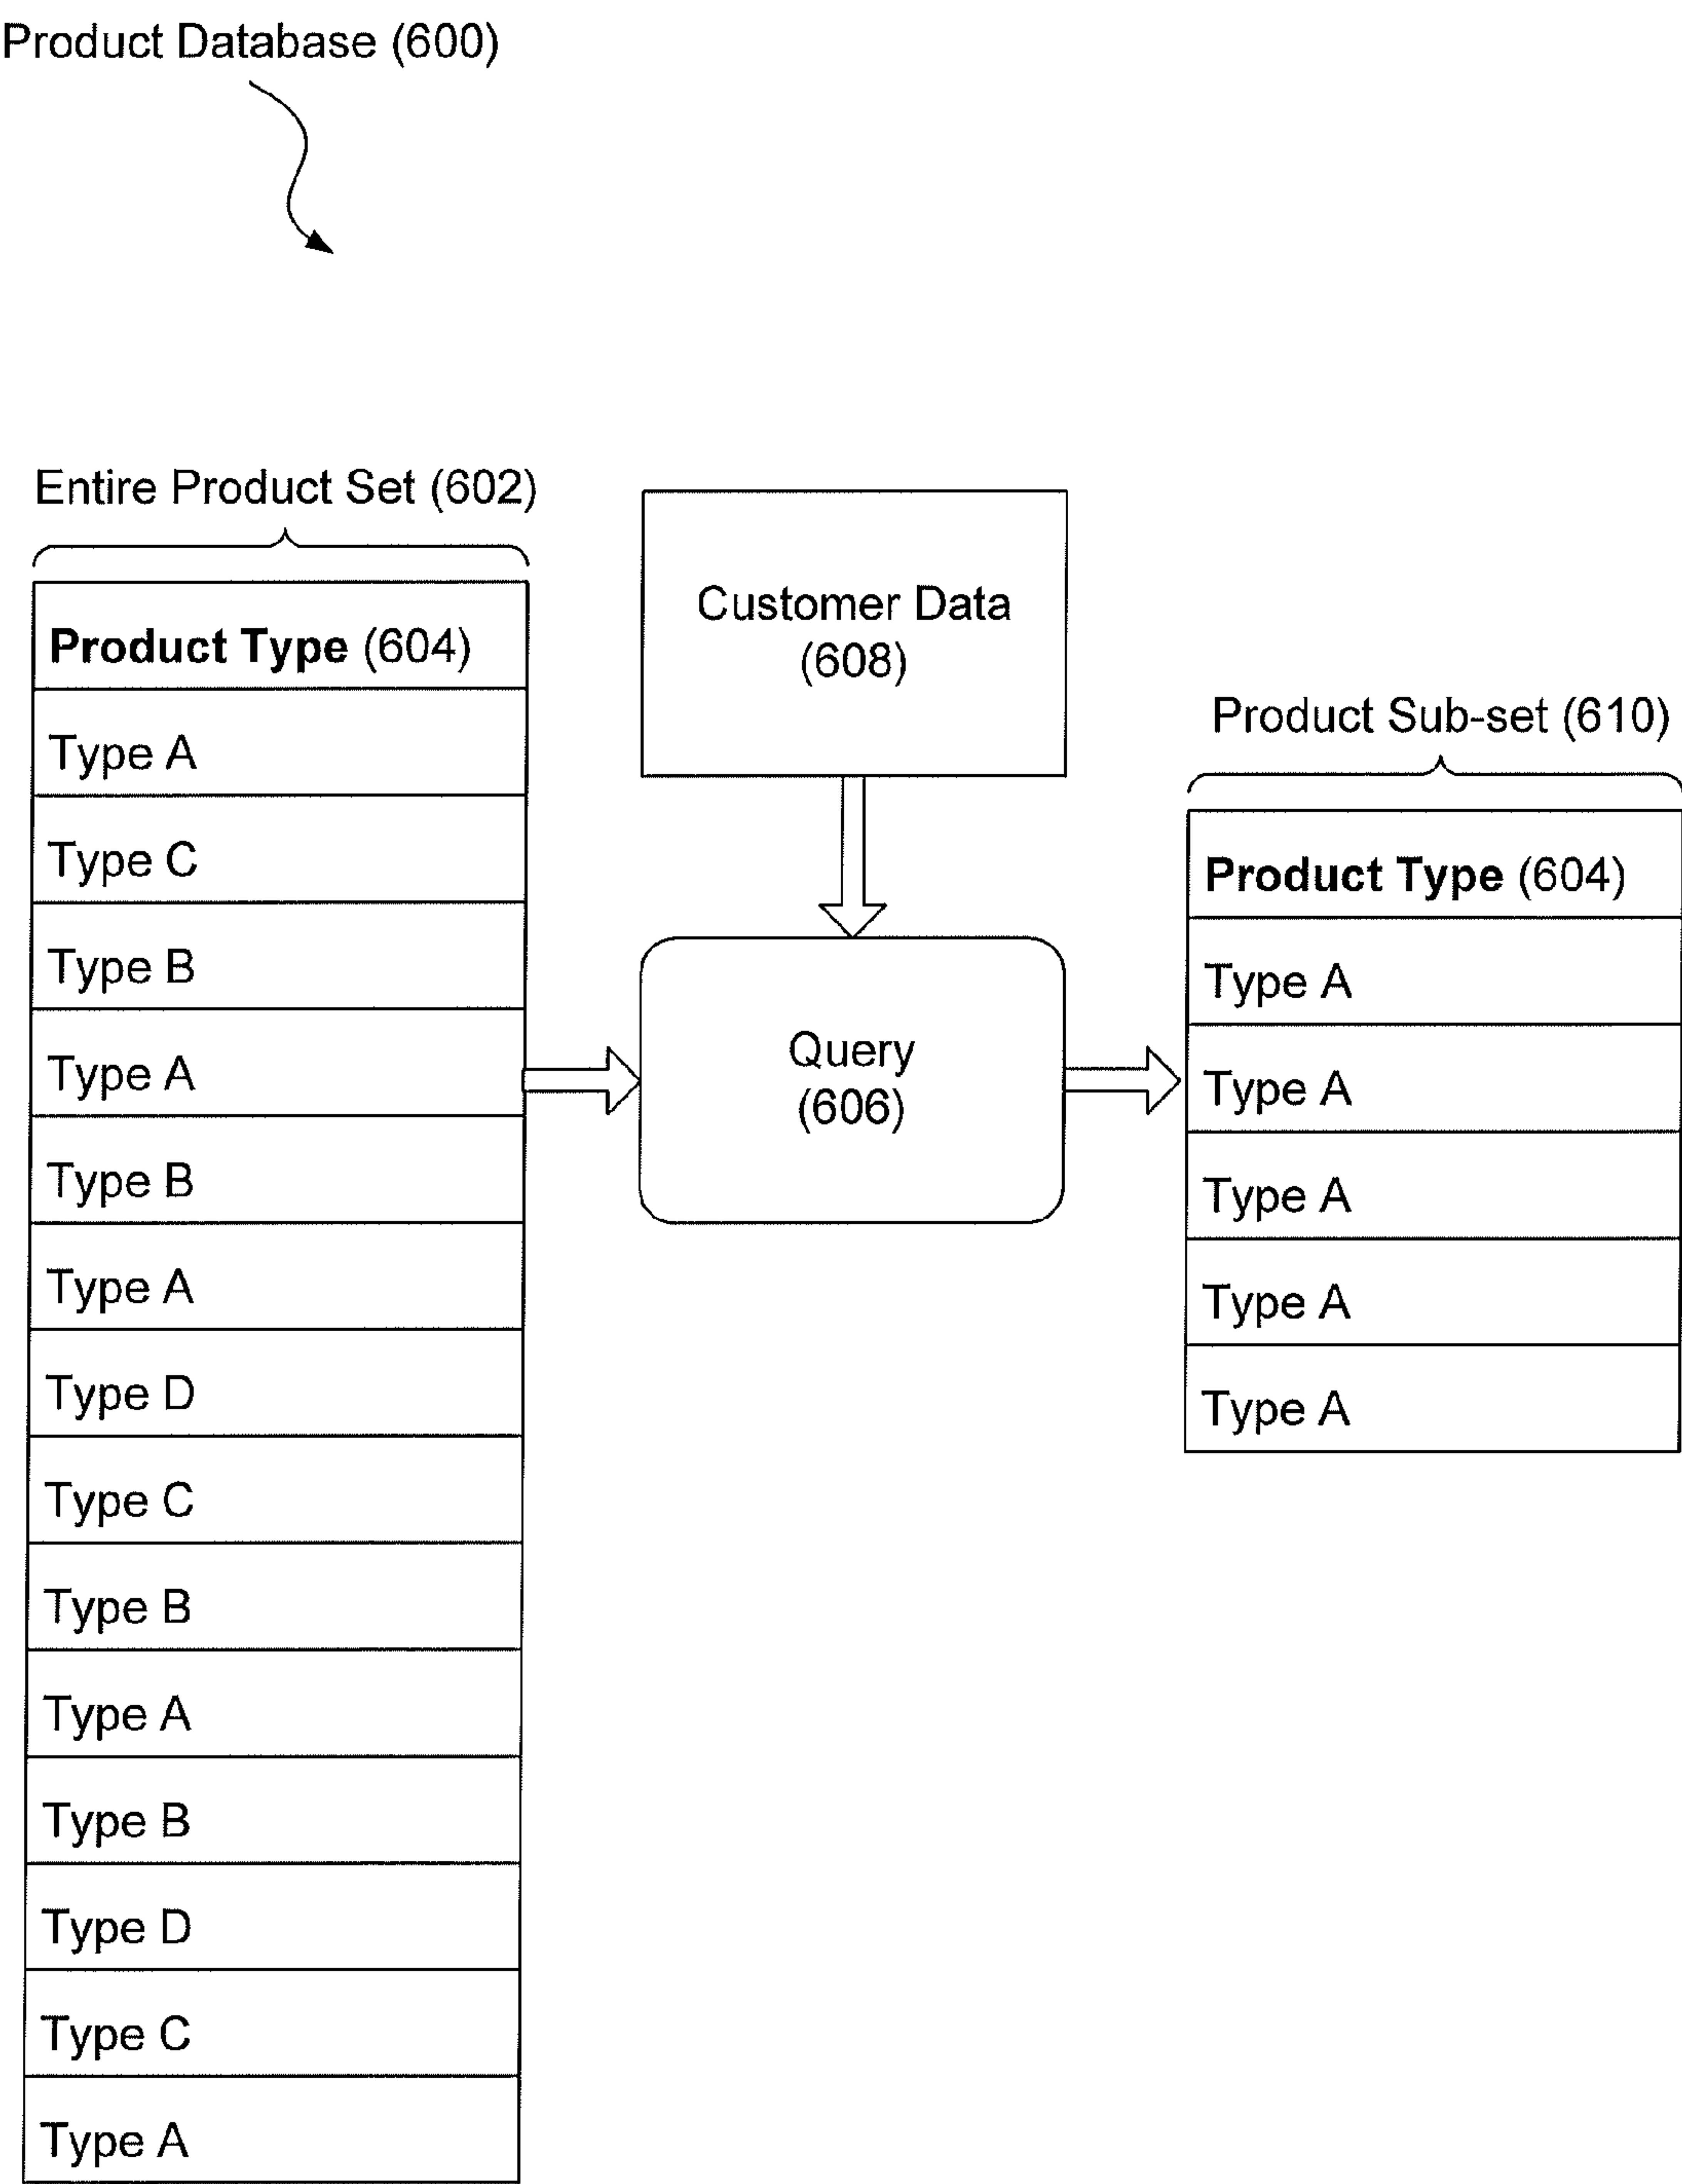 Product Database (600)
Entire Product Set (602)
Product Type (604)
Type A
Type C
Type B
Type A
Type B
Type A
Type D
Type C
Type B
Type A
Type B
Type D
Type C
Type A
Customer Data
(608)
Query
(606)
Product Sub-set (610)
Product Type (604)
Type A
Type A
Type A
Type A
Type A